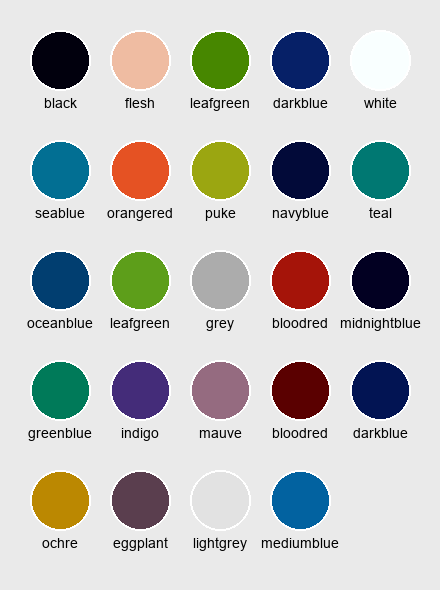 black flesh leafgreen darkblue white
seablue orangered puke navyblue teal
oceanblue leafgreen grey bloodred midnightblue
greenblue indigo mauve bloodred darkblue
ochre eggplant lightgrey mediumblue